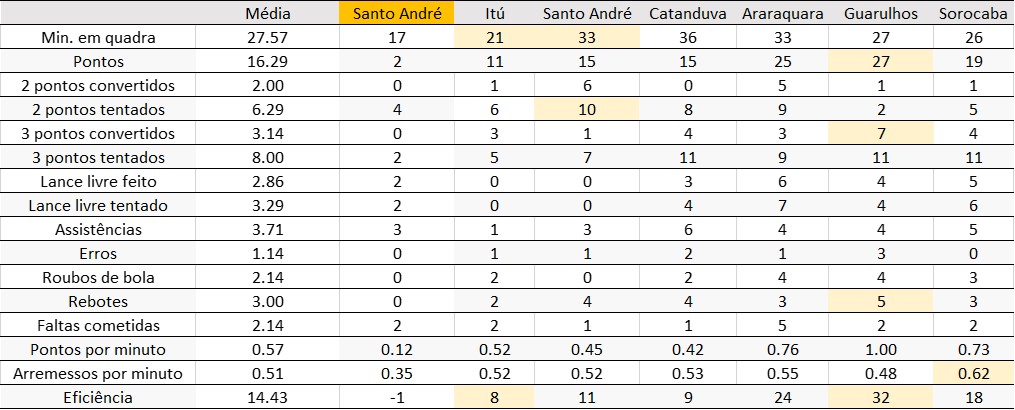 Média Santo André Itú Santo André Catanduva Araraquara Guarulhos Sorocaba
Min. em quadra 27.57 17 21 33 36 33 27 26
Pontos 16.29 2 11 15 15 25 27 19
2 pontos convertidos 2.00 0 1 6 0 5 1 1
2 pontos tentados 6.29 4 6 10 8 9 2 5
3 pontos convertidos 3.14 0 3 1 4 3 7 4
3 pontos tentados 8.00 2 5 7 11 9 11 11
Lance livre feito 2.86 2 0 0 3 6 4 5
Lance livre tentado 3.29 2 0 0 4 7 4 6
Assistências 3.71 3 1 3 6 4 4 5
Erros 1.14 0 1 1 2 1 3 0
Roubos de bola 2.14 0 2 0 2 4 4 3
Rebotes 3.00 0 2 4 4 3 5 3
Faltas cometidas 2.14 2 2 1 1 5 2 2
Pontos por minuto 0.57 0.12 0.52 0.45 0.42 0.76 1.00 0.73
Arremessos por minuto 0.51 0.35 0.52 0.52 0.53 0.55 0.48 0.62
Eficiência 14.43 -1 8 11 9 24 32 18